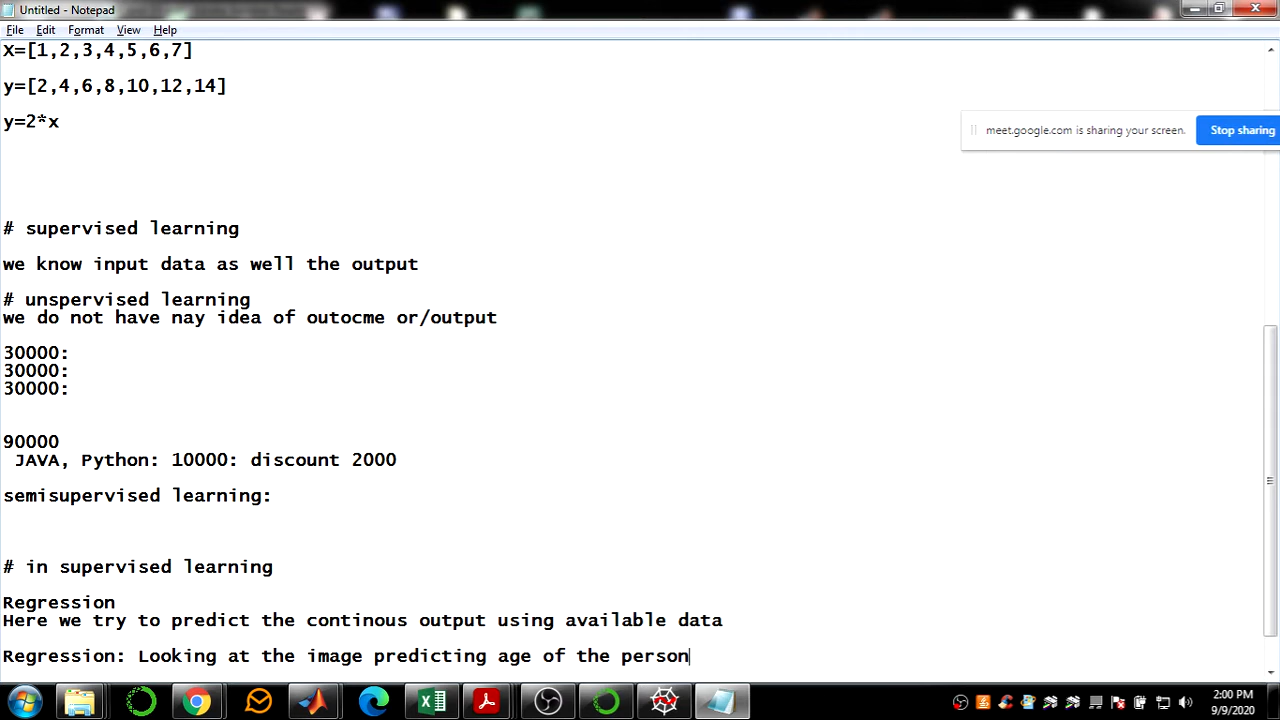 Untitled - Notepad
File Edit Format View Help
X=[1,2,3,4,5,6,7]
y=[2,4,6,8,10,12,14]
y=2*x
meet.google.com is sharing your screen. Stop sharing
# supervised learning
we know input data as well the output
# unspervised learning
we do not have nay idea of outocme or/output
30000:
30000:
30000:
90000
JAVA, Python: 10000: discount 2000
semisupervised learning:
# in supervised learning
Regression
Here we try to predict the continous output using available data
Regression: Looking at the image predicting age of the person
2:00 PM
9/9/2020